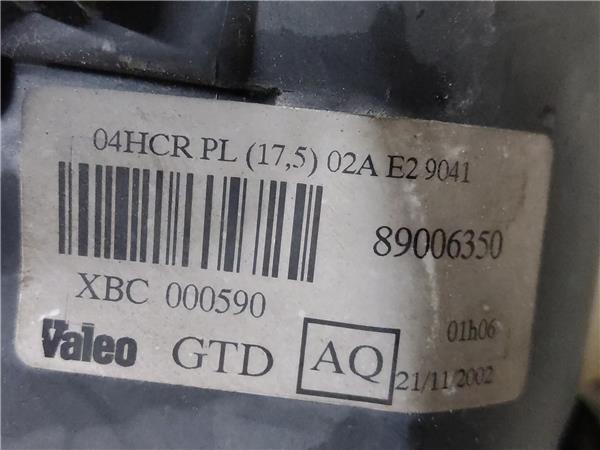 04HCR PL (17,5) 02A E2 9041
89006350
XBC 000590
01h06
Valeo GTD AQ 21/11/2002